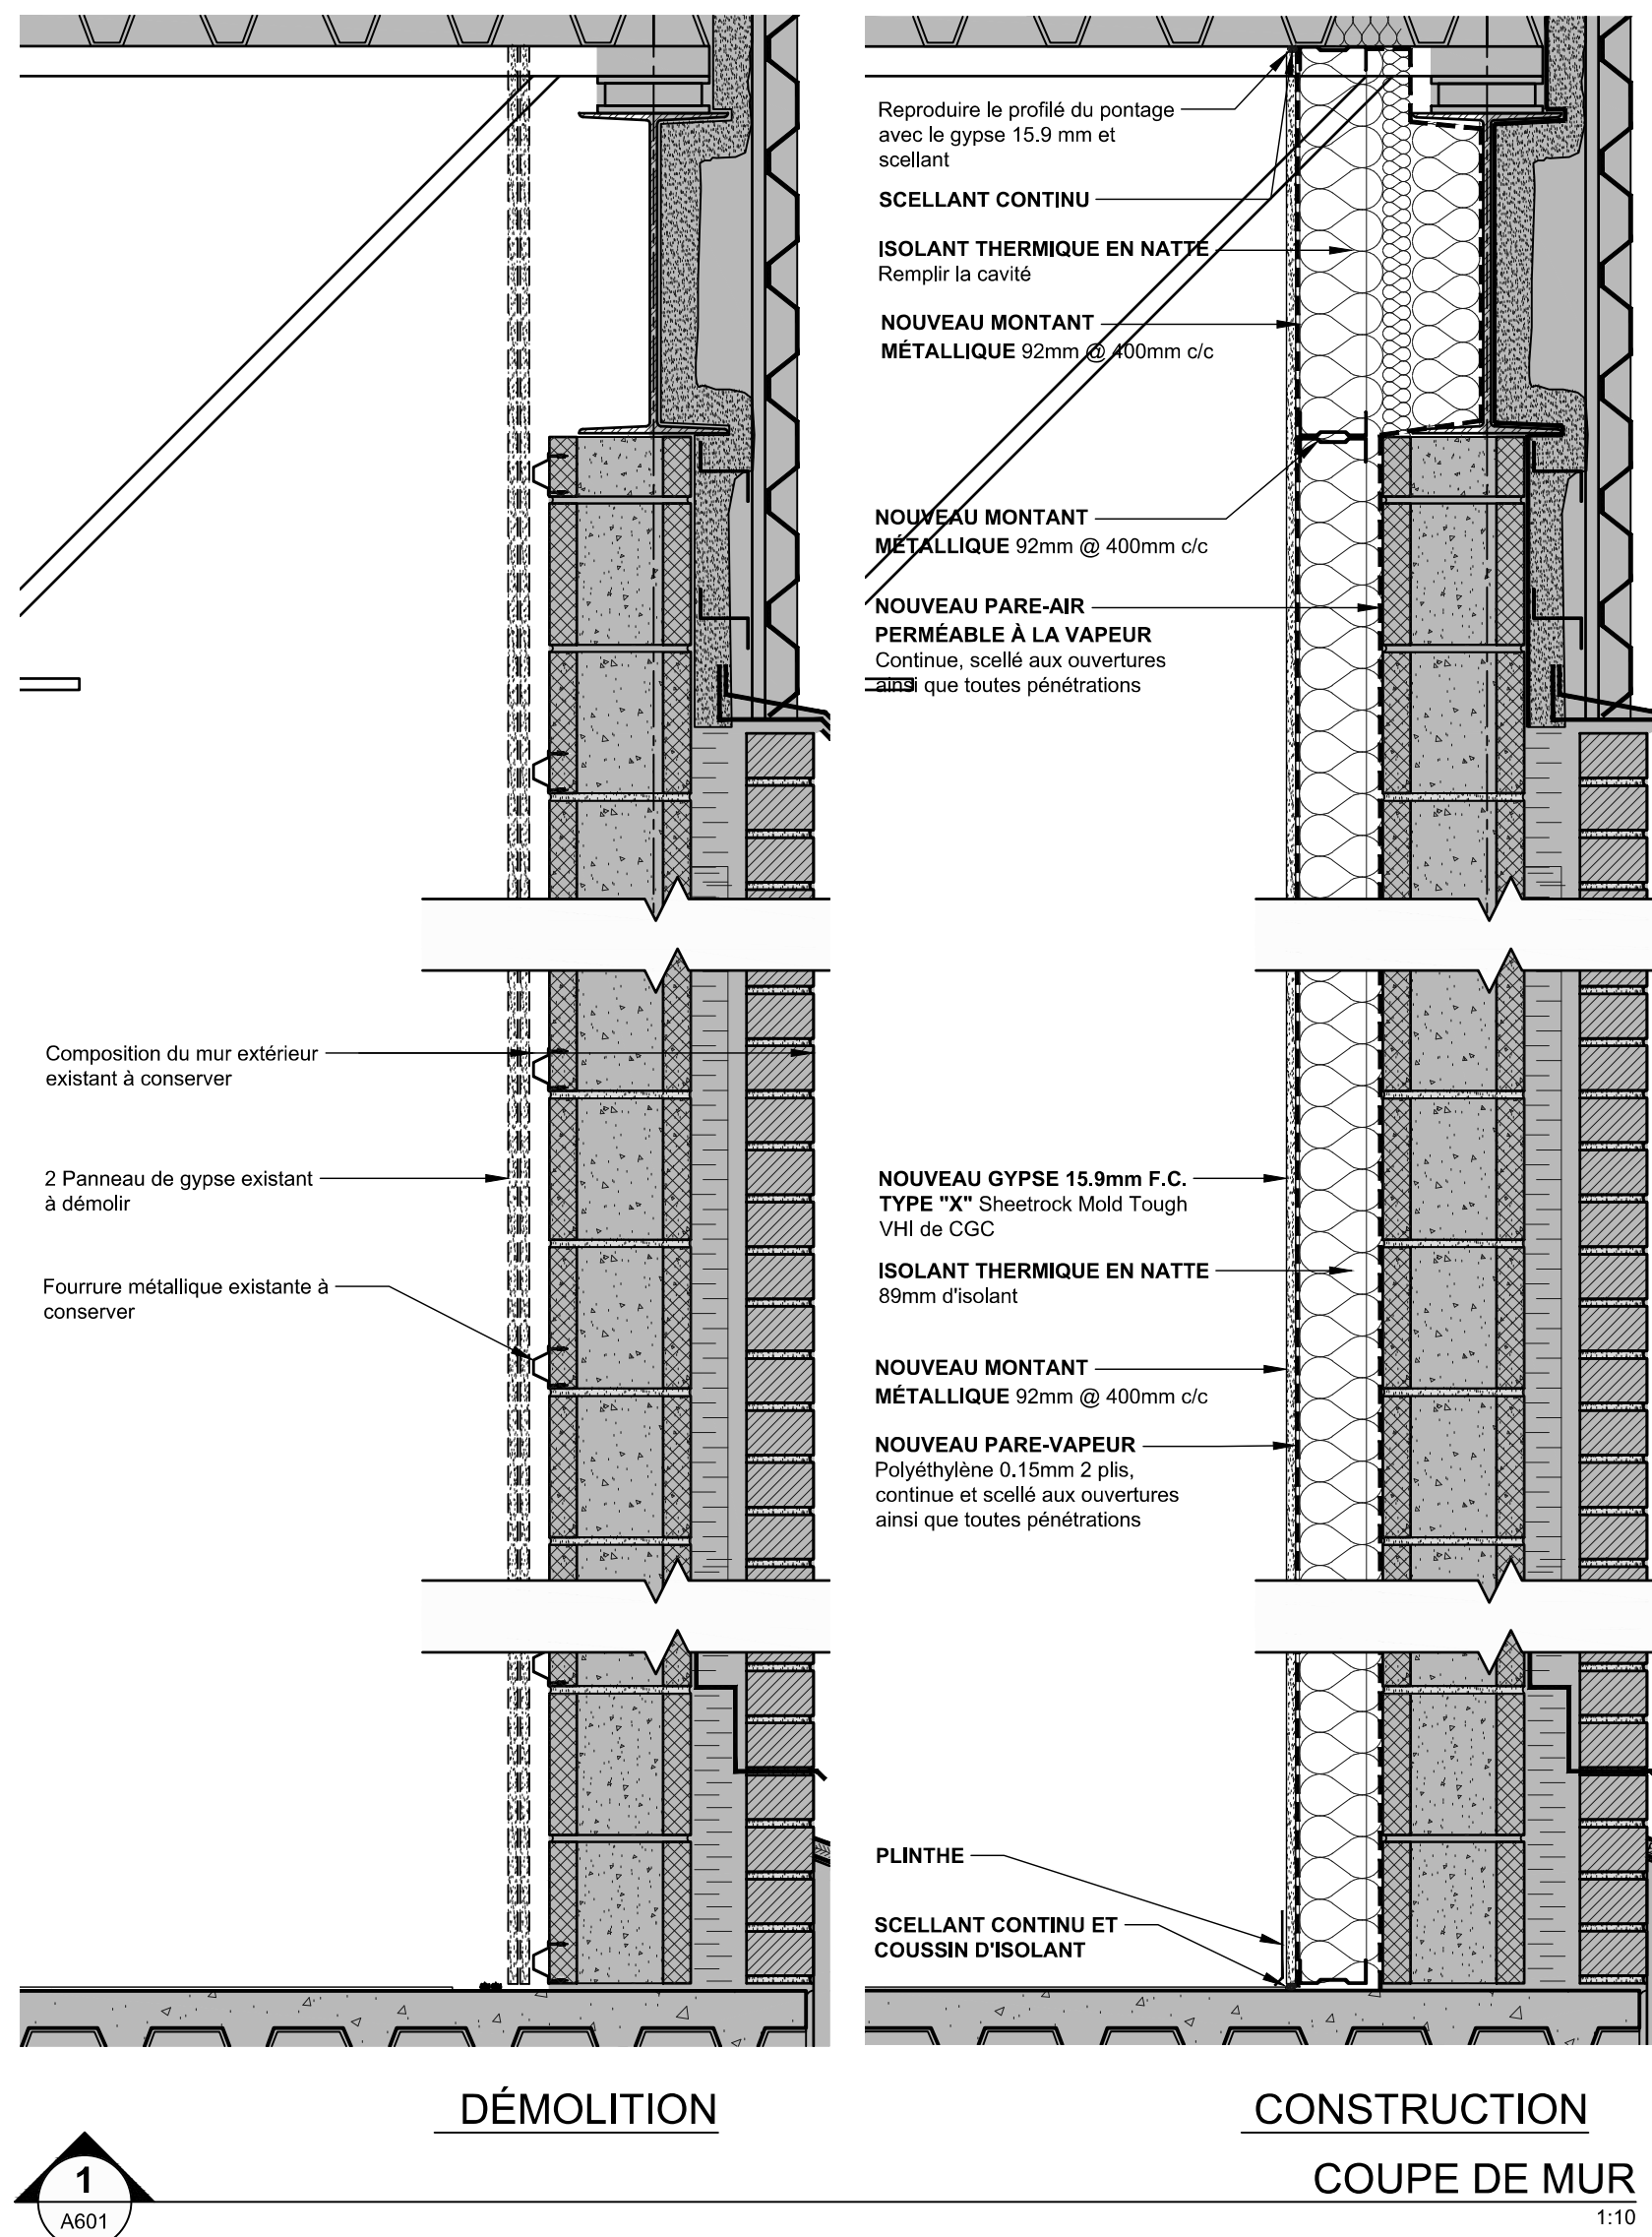 Composition du mur extérieur
existant à conserver
2 Panneau de gypse existant
à démolir
Fourrure métallique existante à
conserver
Reproduire le profilé du pontage
avec le gypse 15.9 mm et
scellant
SCELLANT CONTINU
ISOLANT THERMIQUE EN NATTE
Remplir la cavité
NOUVEAU MONTANT
MÉTALLIQUE 92mm @ 400mm c/c
NOUVEAU MONTANT
MÉTALLIQUE 92mm @ 400mm c/c
NOUVEAU PARE-AIR
PERMÉABLE À LA VAPEUR
Continue, scellé aux ouvertures
ainsi que toutes pénétrations
NOUVEAU GYPSE 15.9mm F.C.
TYPE "X" Sheetrock Mold Tough
VHI de CGC
ISOLANT THERMIQUE EN NATTE
89mm d'isolant
NOUVEAU MONTANT
MÉTALLIQUE 92mm @ 400mm c/c
NOUVEAU PARE-VAPEUR
Polyéthylène 0.15mm 2 plis,
continue et scellé aux ouvertures
ainsi que toutes pénétrations
PLINTHE
SCELLANT CONTINU ET
COUSSIN D'ISOLANT
DÉMOLITION
CONSTRUCTION
1
A601
COUPE DE MUR
1:10